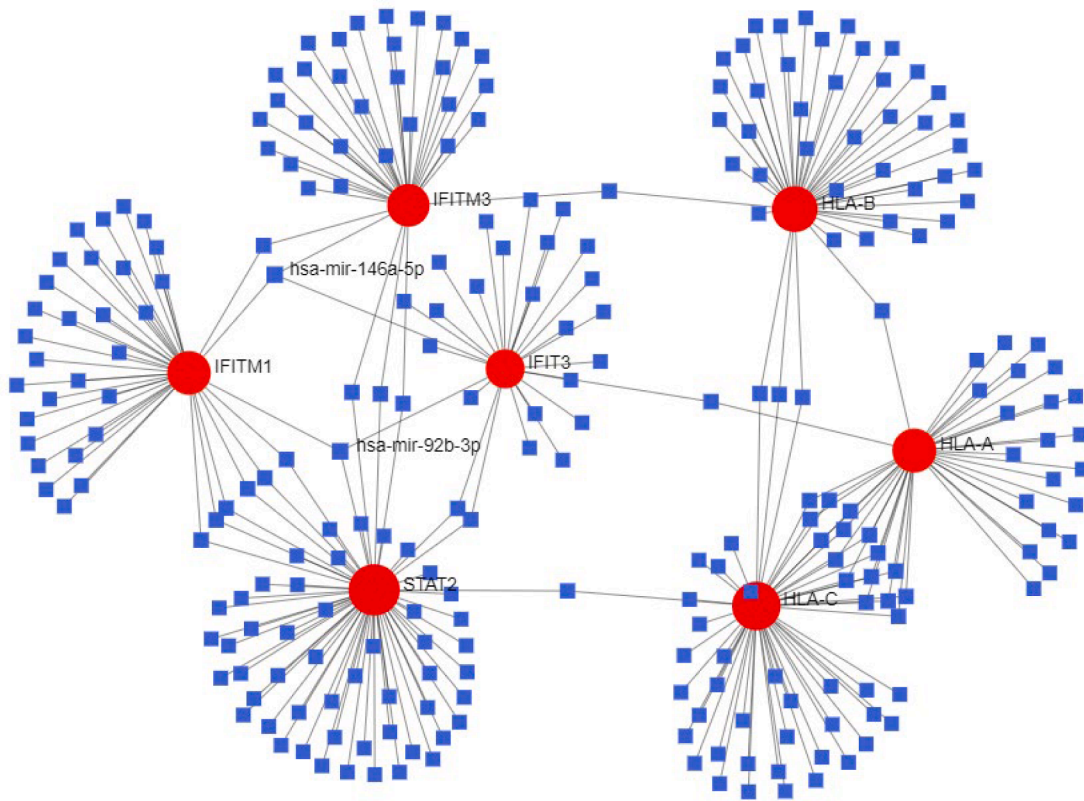 IFITM3
HLA-B
hsa-mir-146a-5p
IFITM1
IFIT3
hsa-mir-92b-3p
HLA-A
STAT2
HLA-C